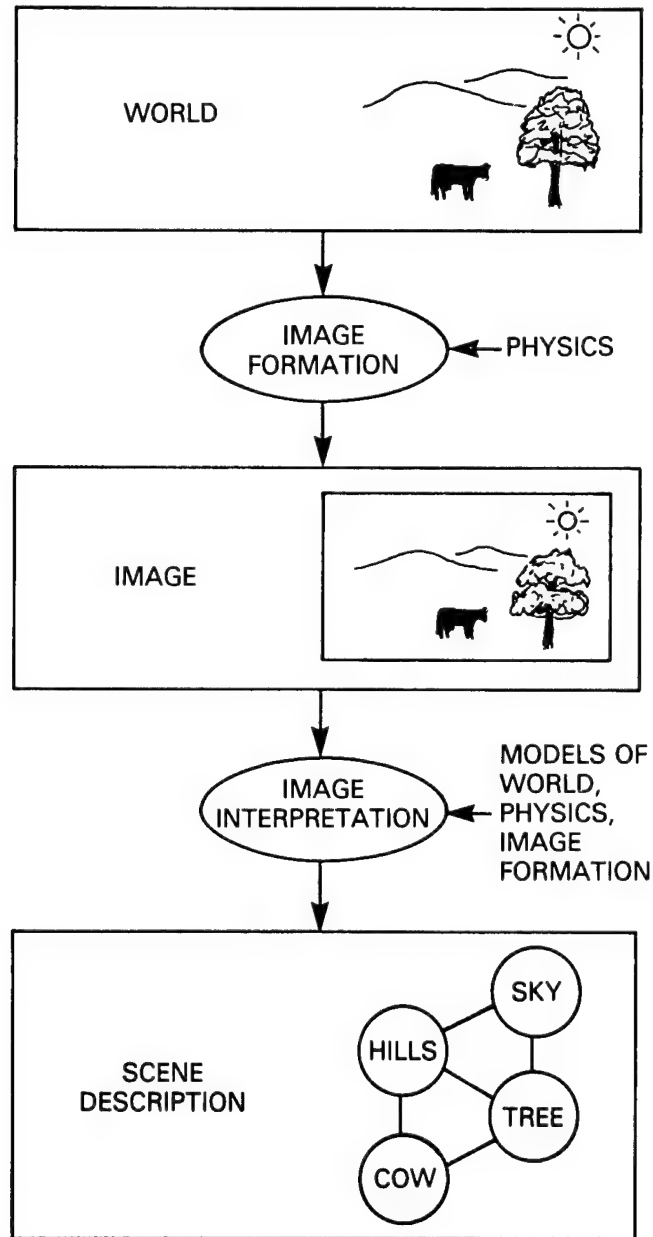 WORLD
IMAGE
FORMATION
PHYSICS
IMAGE
IMAGE
INTERPRETATION
MODELS OF
WORLD,
PHYSICS,
IMAGE
FORMATION
SCENE
DESCRIPTION
SKY
HILLS
TREE
COW